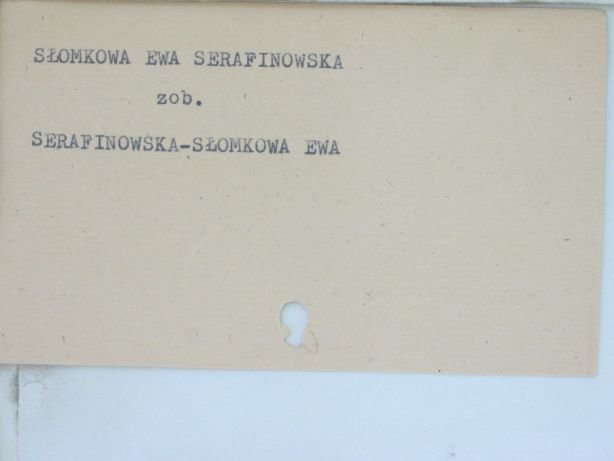 SŁOMKOWA EWA SERAFINOWSKA
zob.
SERAFINOWSKA-SŁOMKOWA EWA